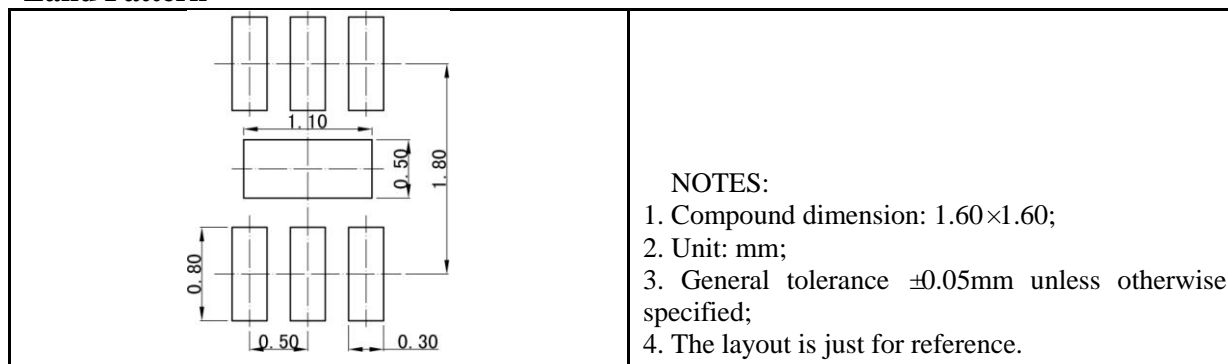 Land Pattern
1.10
0.50
1.80
0.80
0.50
0.30
NOTES:
1. Compound dimension: 1.60×1.60;
2. Unit: mm;
3. General tolerance ±0.05mm unless otherwise
specified;
4. The layout is just for reference.